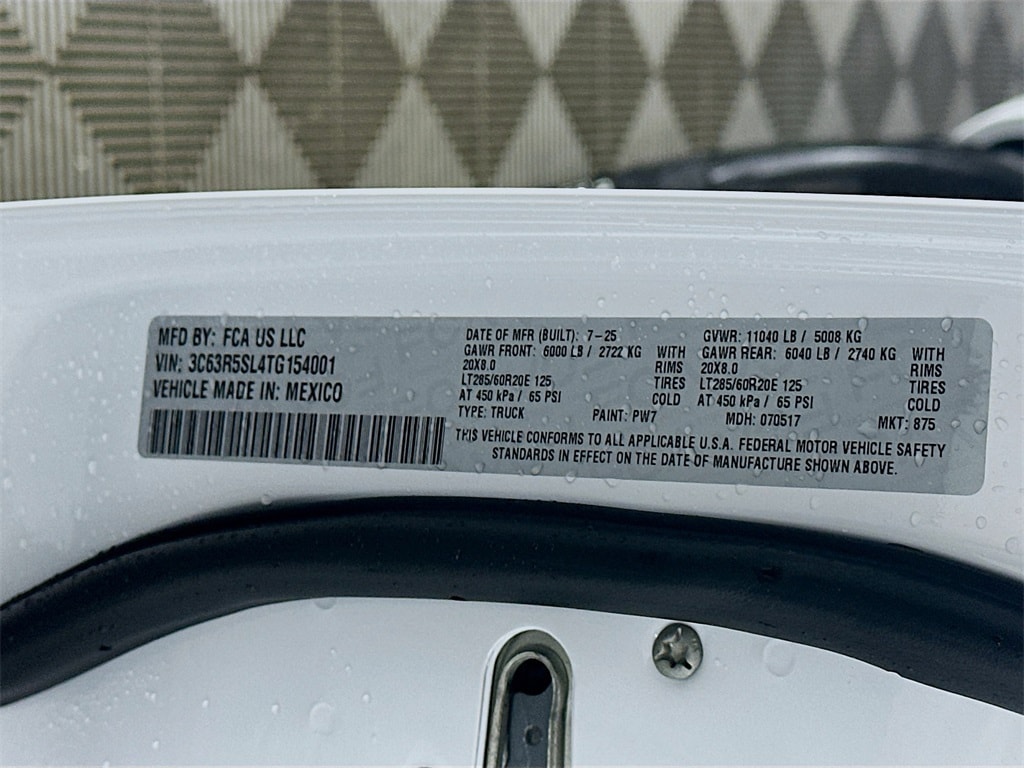 MFD BY: FCA US LLC
VIN: 3C63R5SL4TG154001
VEHICLE MADE IN: MEXICO
DATE OF MFR (BUILT): 7-25
GAWR FRONT: 6000 LB / 2722 KG WITH
20X8.0 RIMS
LT285/60R20E 125 TIRES
AT 450 kPa / 65 PSI COLD
TYPE: TRUCK PAINT: PW7
GVWR: 11040 LB / 5008 KG
GAWR REAR: 6040 LB / 2740 KG WITH
20X8.0 RIMS
LT285/60R20E 125 TIRES
AT 450 kPa / 65 PSI COLD
MDH: 070517 MKT: 875
THIS VEHICLE CONFORMS TO ALL APPLICABLE U.S.A. FEDERAL MOTOR VEHICLE SAFETY
STANDARDS IN EFFECT ON THE DATE OF MANUFACTURE SHOWN ABOVE.